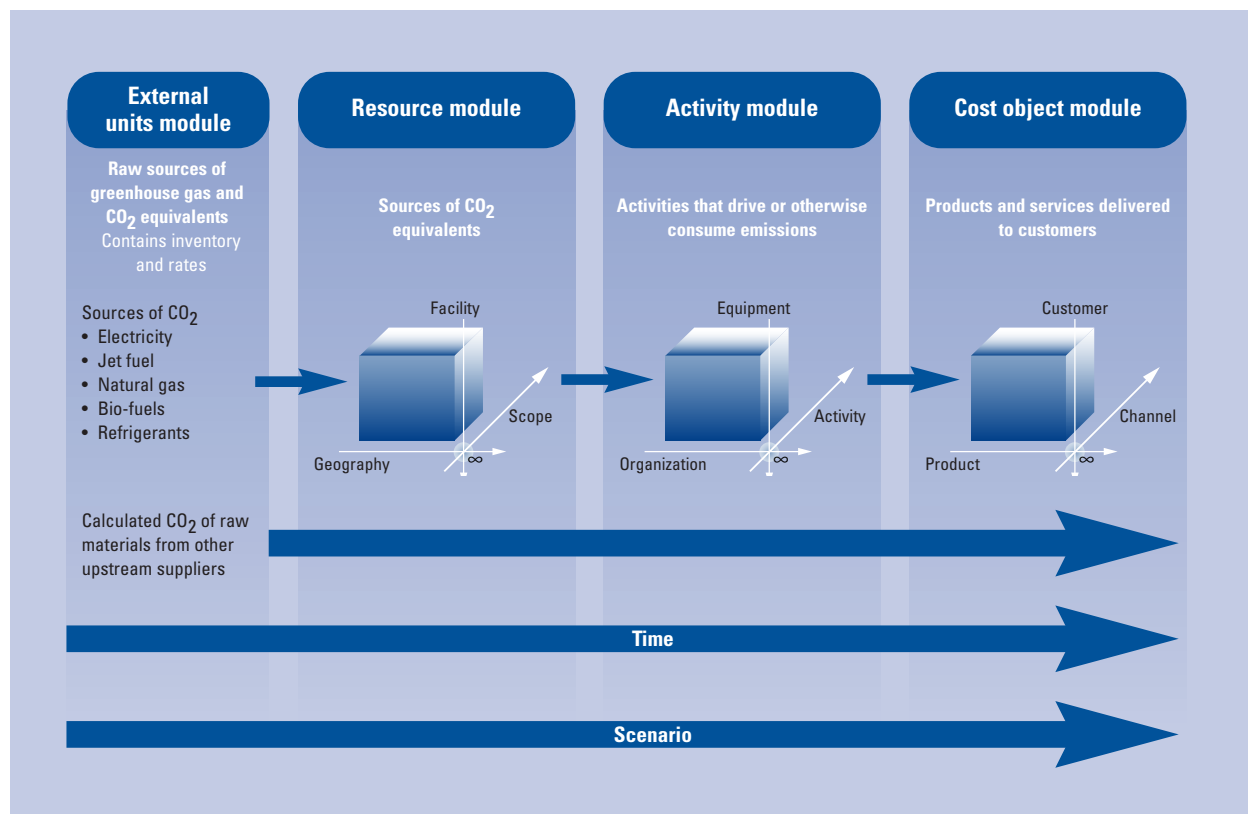 External
units module
Raw sources of
greenhouse gas and
CO2 equivalents
Contains inventory
and rates
Sources of CO2
• Electricity
• Jet fuel
• Natural gas
• Bio-fuels
• Refrigerants
Calculated CO2 of raw
materials from other
upstream suppliers
Resource module
Sources of CO2
equivalents
Facility
Scope
Geography
∞
Activity module
Activities that drive or otherwise
consume emissions
Equipment
Activity
Organization
∞
Cost object module
Products and services delivered
to customers
Customer
Channel
Product
∞
Time
Scenario